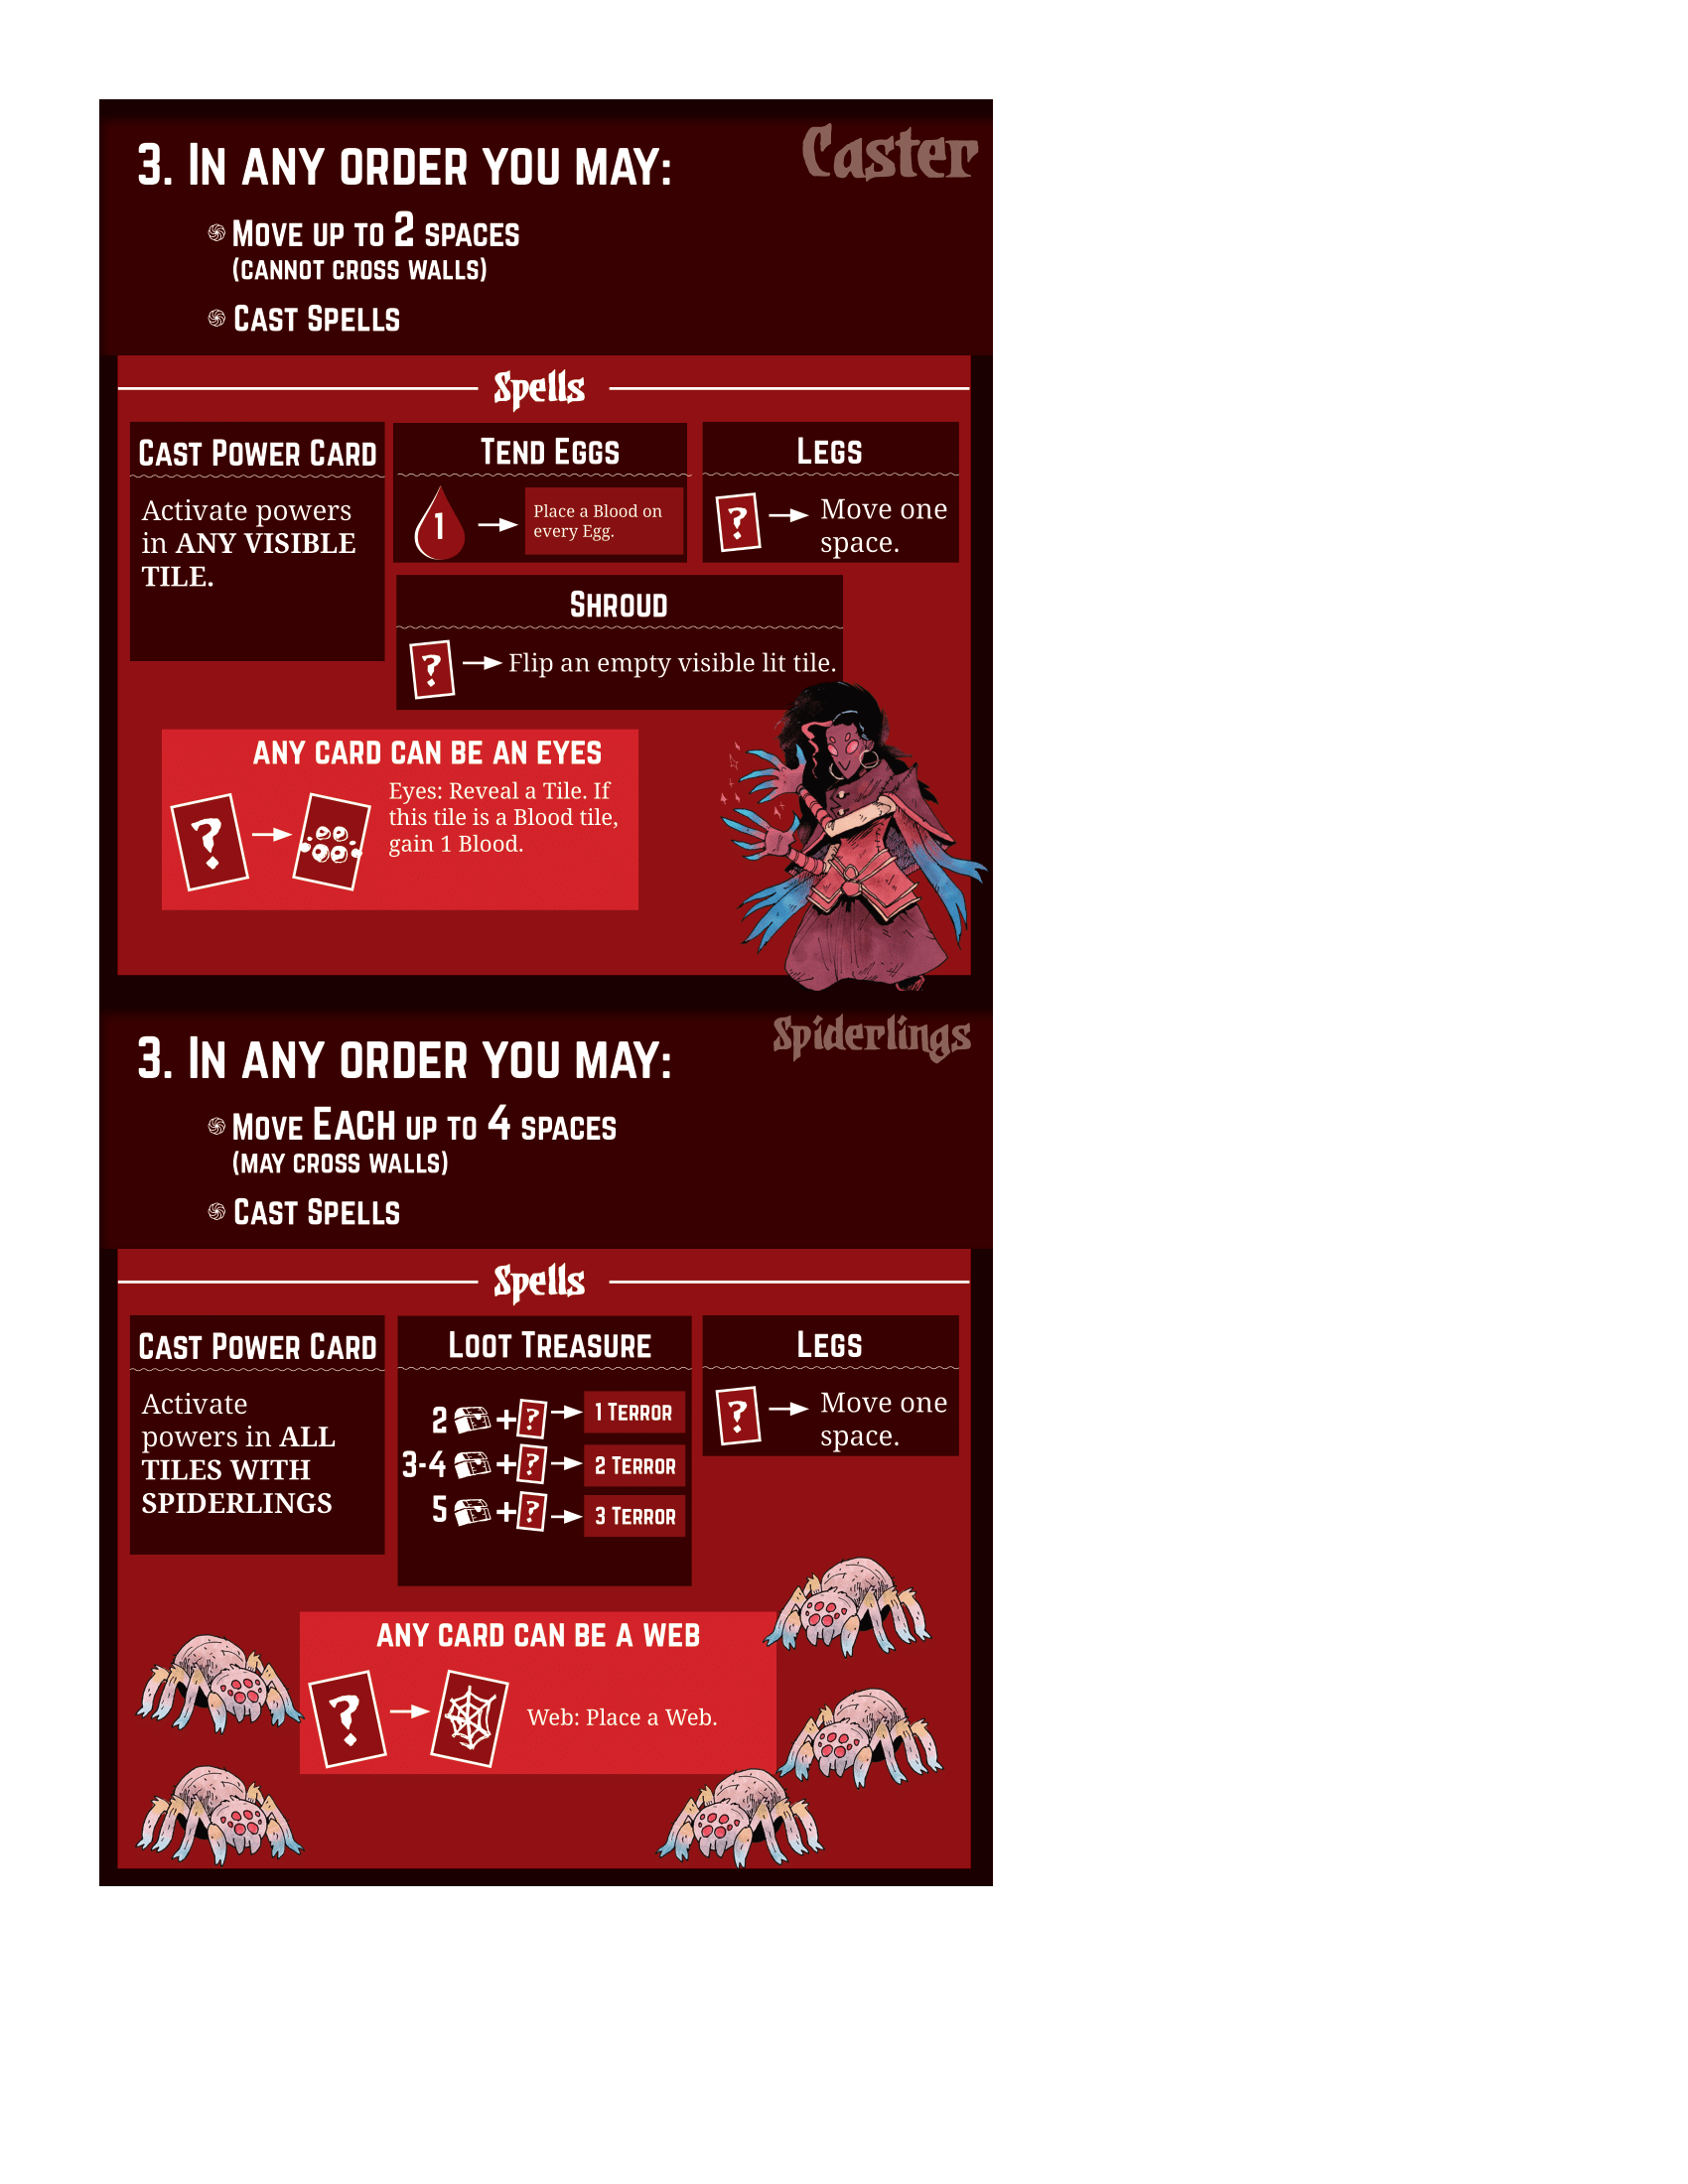 Caster
3. In any order you may:
Move up to 2 spaces
(cannot cross walls)
Cast Spells
Spells
Cast Power Card
Activate powers
in ANY VISIBLE
TILE.
Tend Eggs
1
Place a Blood on
every Egg.
Legs
?
Move one
space.
Shroud
?
Flip an empty visible lit tile.
any card can be an eyes
?
Eyes: Reveal a Tile. If
this tile is a Blood tile,
gain 1 Blood.
Spiderlings
3. In any order you may:
Move Each up to 4 spaces
(may cross walls)
Cast Spells
Spells
Cast Power Card
Activate
powers in ALL
TILES WITH
SPIDERLINGS
Loot Treasure
2 + ? 1 Terror
3-4 + ? 2 Terror
5 + ? 3 Terror
Legs
?
Move one
space.
any card can be a web
?
Web: Place a Web.